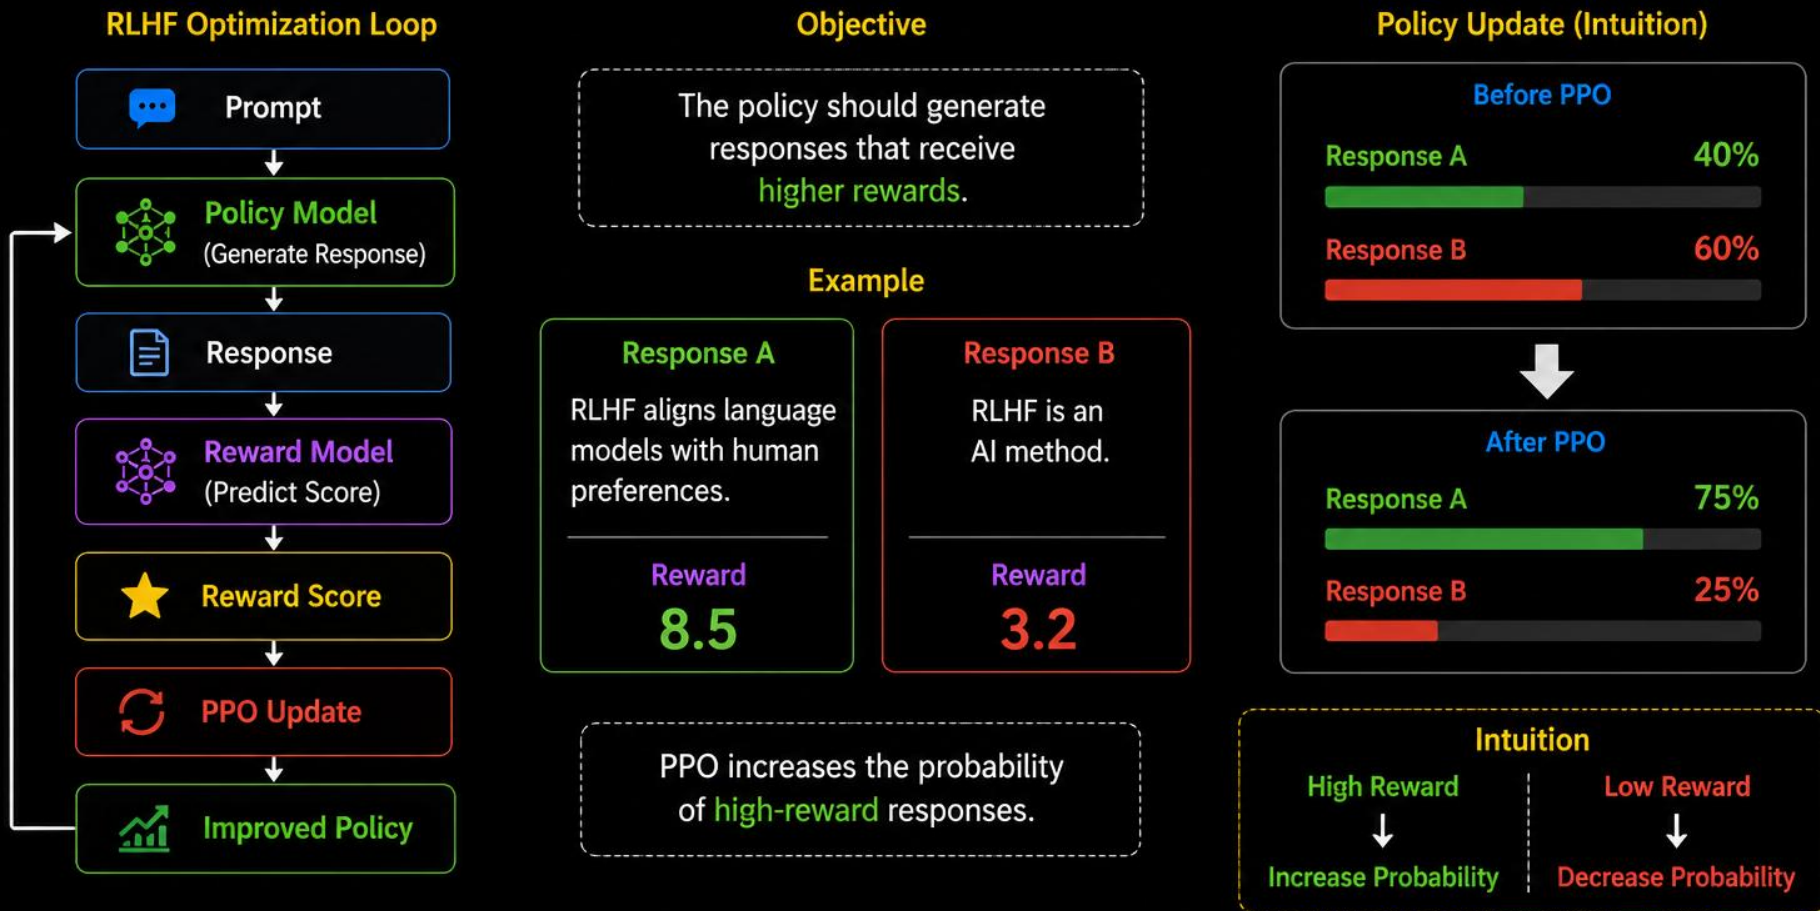 RLHF Optimization Loop
Prompt
Policy Model
(Generate Response)
Response
Reward Model
(Predict Score)
Reward Score
PPO Update
Improved Policy
Objective
The policy should generate
responses that receive
higher rewards.
Example
Response A
RLHF aligns language
models with human
preferences.
Reward
8.5
Response B
RLHF is an
AI method.
Reward
3.2
PPO increases the probability
of high-reward responses.
Policy Update (Intuition)
Before PPO
Response A 40%
Response B 60%
After PPO
Response A 75%
Response B 25%
Intuition
High Reward
Increase Probability
Low Reward
Decrease Probability